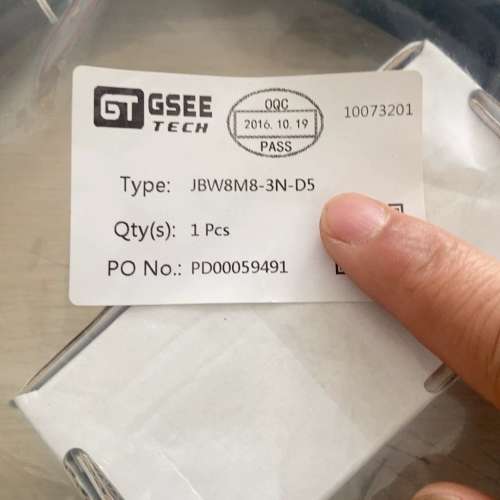 GT GSEE
TECH
OQC
2016.10.19
PASS
10073201
Type: JBW8M8-3N-D5
Qty(s): 1 Pcs
PO No.: PD00059491